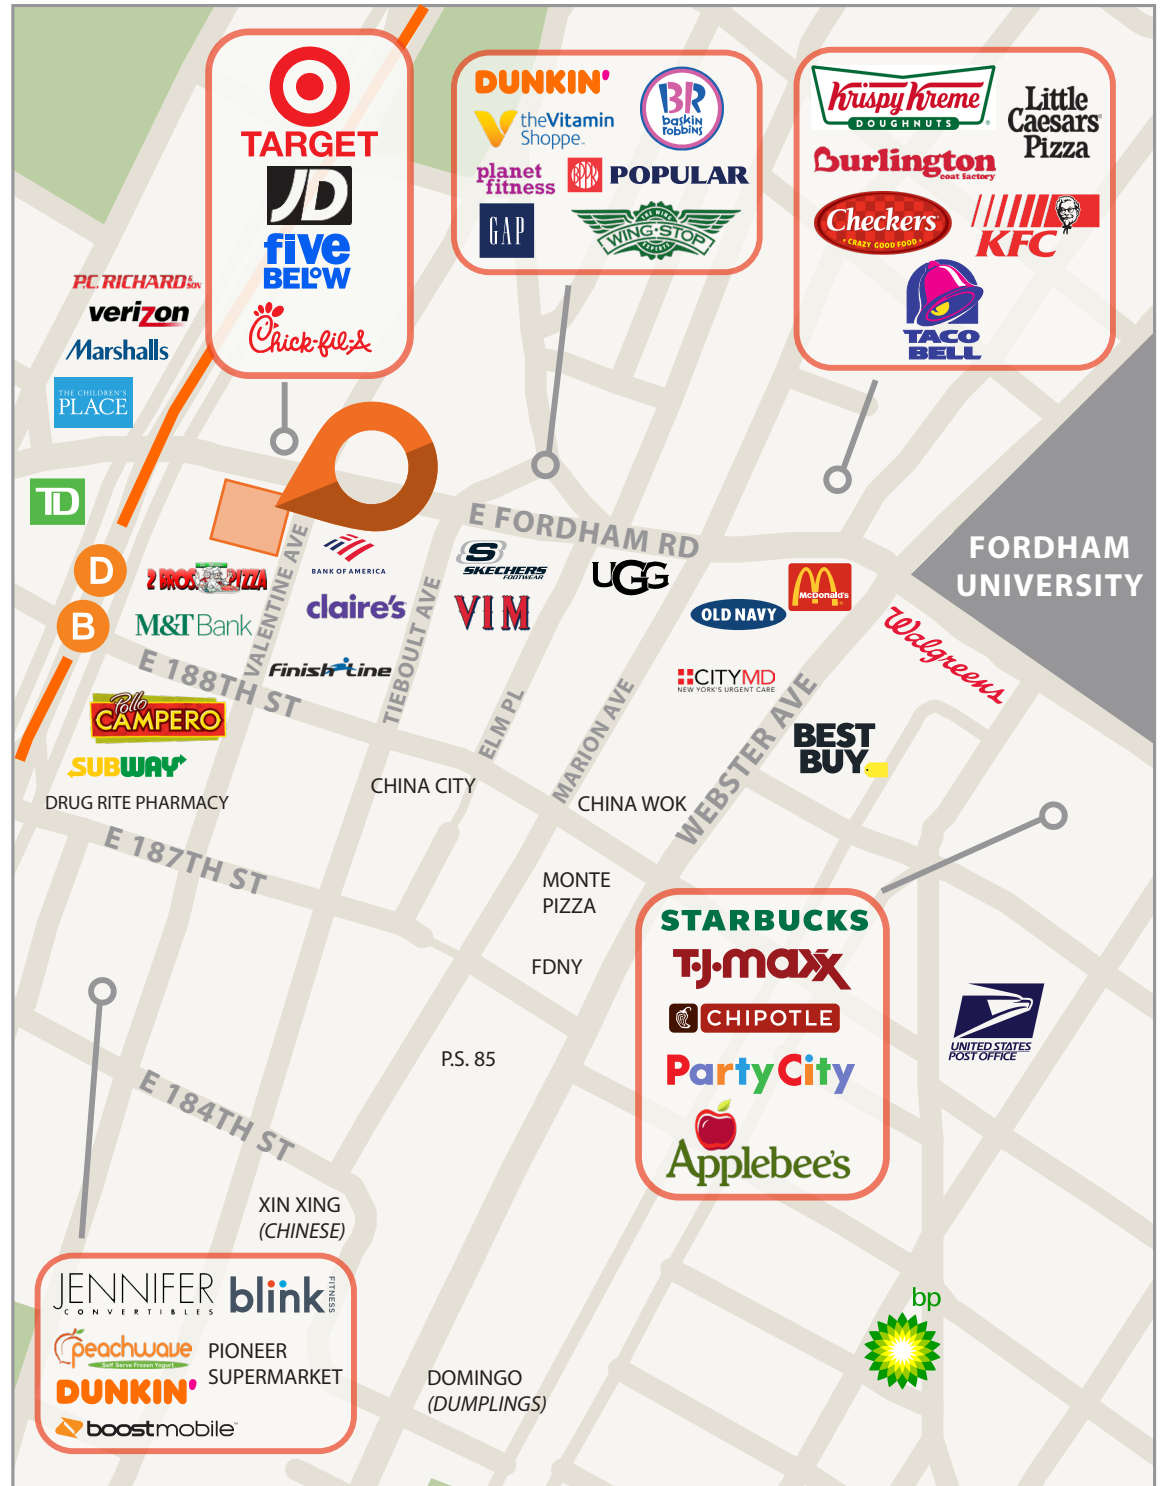 TARGET
JD
five
BELOW
Chick-fil-A
DUNKIN'
BR
baskin
robbins
theVitamin
Shoppe
planet
fitness
BPPR
POPULAR
GAP
THE WING
WING·STOP
EXPERTS
Krispy Kreme
DOUGHNUTS
Little
Caesars
Pizza
Burlington
coat factory
Checkers
• CRAZY GOOD FOOD •
KFC
TACO
BELL
P.C. RICHARD & SON
verizon
Marshalls
THE CHILDREN'S
PLACE
TD
D
B
2 BROS. PIZZA
M&T Bank
BANK OF AMERICA
claire's
Finish Line
S
SKECHERS
FOOTWEAR
VIM
UGG
OLD NAVY
McDonald's
CITYMD
NEW YORK'S URGENT CARE
Walgreens
BEST
BUY
FORDHAM
UNIVERSITY
E FORDHAM RD
VALENTINE AVE
TIEBOULT AVE
ELM PL
MARION AVE
WEBSTER AVE
E 188TH ST
E 187TH ST
E 184TH ST
Pollo
CAMPERO
SUBWAY
DRUG RITE PHARMACY
CHINA CITY
CHINA WOK
MONTE
PIZZA
FDNY
P.S. 85
STARBUCKS
T·J·maxx
CHIPOTLE
Party City
Applebee's
UNITED STATES
POST OFFICE
XIN XING
(CHINESE)
JENNIFER
CONVERTIBLES
blink
FITNESS
peachwave
Self Serve Frozen Yogurt
PIONEER
SUPERMARKET
DUNKIN'
boostmobile
DOMINGO
(DUMPLINGS)
bp